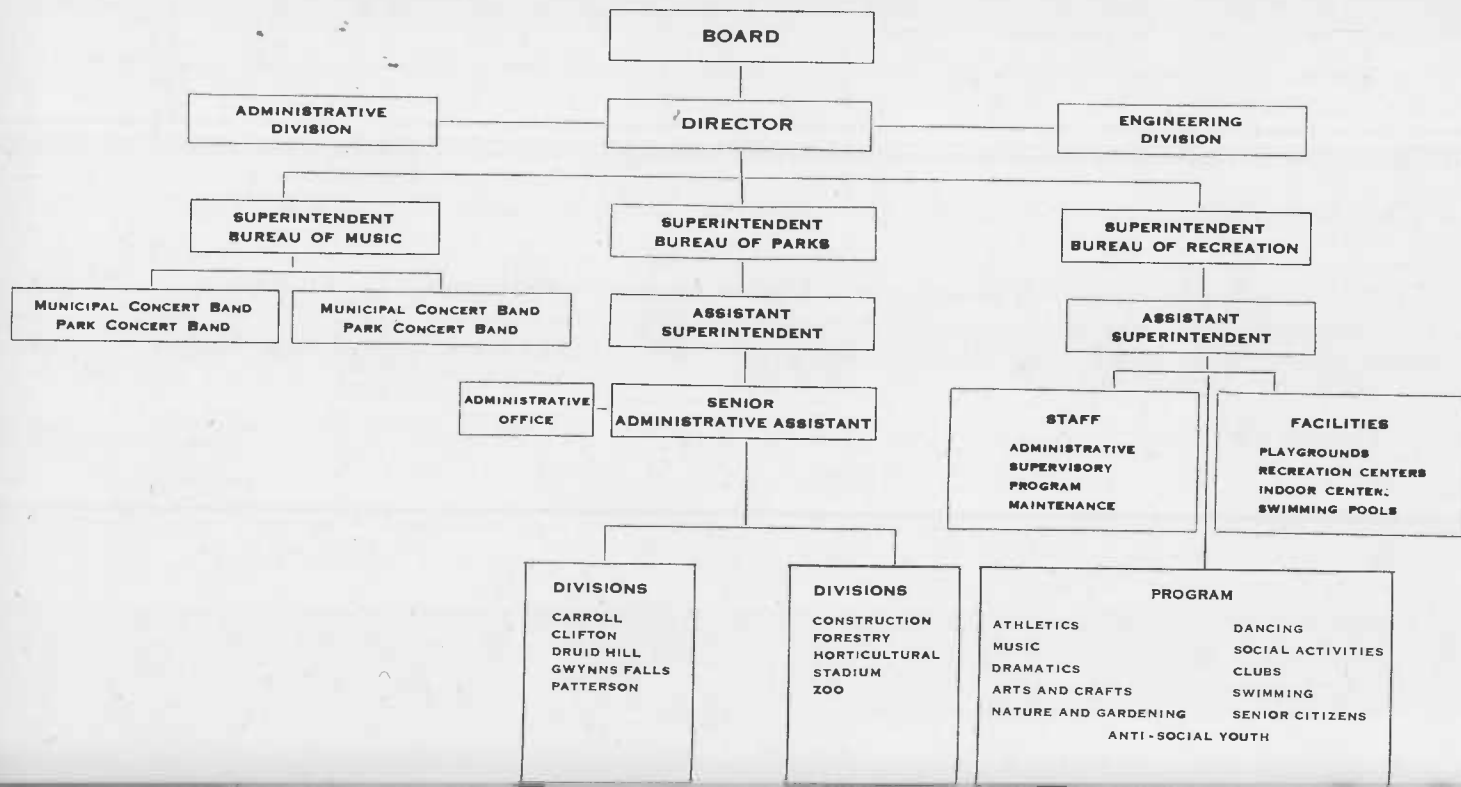 BOARD
ADMINISTRATIVE
DIVISION
DIRECTOR
ENGINEERING
DIVISION
SUPERINTENDENT
BUREAU OF MUSIC
SUPERINTENDENT
BUREAU OF PARKS
SUPERINTENDENT
BUREAU OF RECREATION
MUNICIPAL CONCERT BAND
PARK CONCERT BAND
MUNICIPAL CONCERT BAND
PARK CONCERT BAND
ASSISTANT
SUPERINTENDENT
ASSISTANT
SUPERINTENDENT
ADMINISTRATIVE
OFFICE
SENIOR
ADMINISTRATIVE ASSISTANT
STAFF
ADMINISTRATIVE
SUPERVISORY
PROGRAM
MAINTENANCE
FACILITIES
PLAYGROUNDS
RECREATION CENTERS
INDOOR CENTER.
SWIMMING POOLS
DIVISIONS
CARROLL
CLIFTON
DRUID HILL
GWYNNS FALLS
PATTERSON
DIVISIONS
CONSTRUCTION
FORESTRY
HORTICULTURAL
STADIUM
ZOO
PROGRAM
ATHLETICS
MUSIC
DRAMATICS
ARTS AND CRAFTS
NATURE AND GARDENING
DANCING
SOCIAL ACTIVITIES
CLUBS
SWIMMING
SENIOR CITIZENS
ANTI-SOCIAL YOUTH